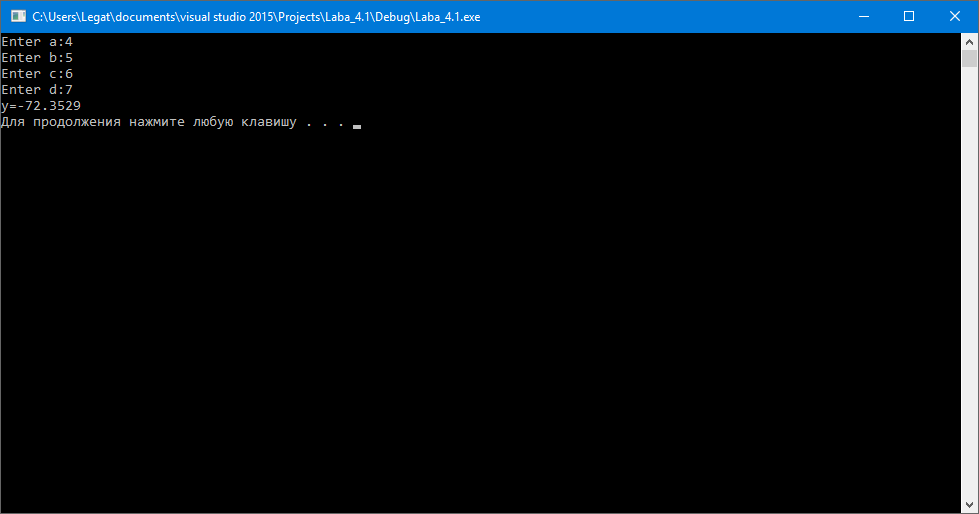 C:\Users\Legat\documents\visual studio 2015\Projects\Laba_4.1\Debug\Laba_4.1.exe
Enter a:4
Enter b:5
Enter c:6
Enter d:7
y=-72.3529
Для продолжения нажмите любую клавишу . . .